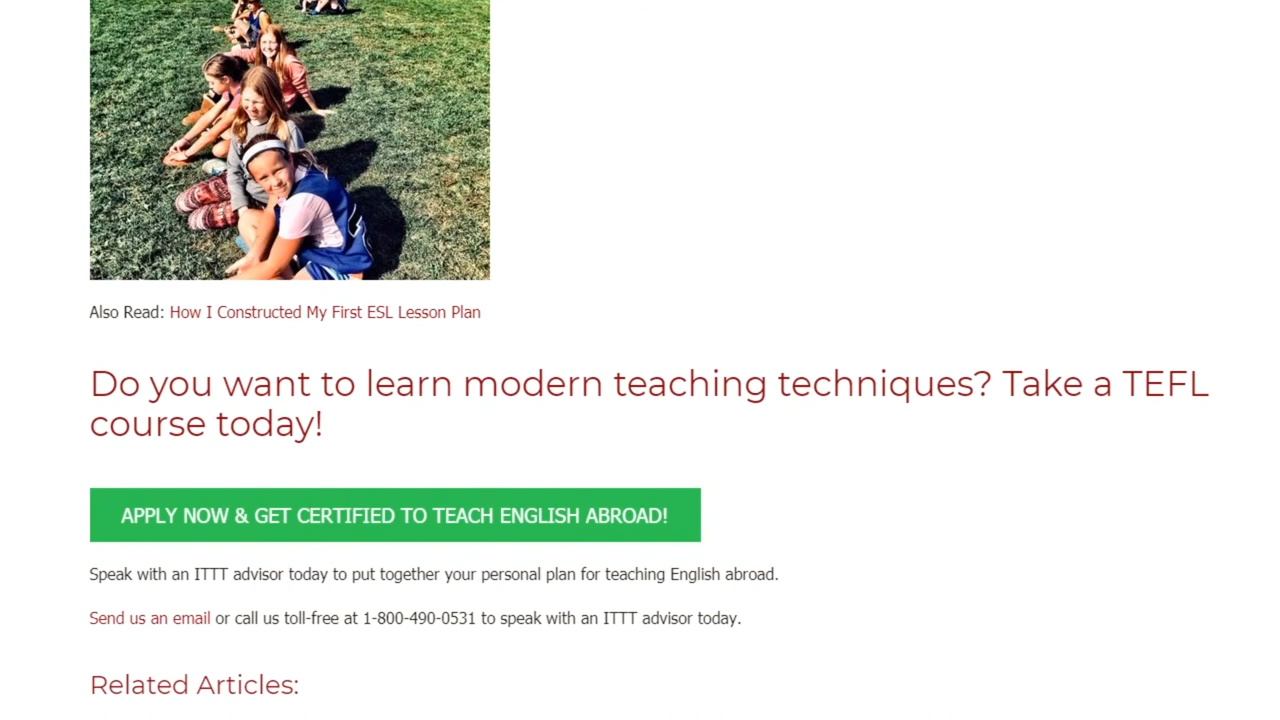 Also Read: How I Constructed My First ESL Lesson Plan
Do you want to learn modern teaching techniques? Take a TEFL
course today!
APPLY NOW & GET CERTIFIED TO TEACH ENGLISH ABROAD!
Speak with an ITTT advisor today to put together your personal plan for teaching English abroad.
Send us an email or call us toll-free at 1-800-490-0531 to speak with an ITTT advisor today.
Related Articles: